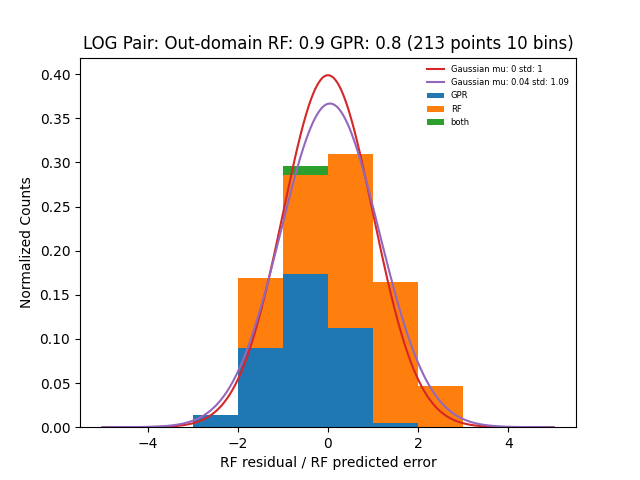 LOG Pair: Out-domain RF: 0.9 GPR: 0.8 (213 points 10 bins)
Gaussian mu: 0 std: 1
Gaussian mu: 0.04 std: 1.09
GPR
RF
both
Normalized Counts
0.40
0.35
0.30
0.25
0.20
0.15
0.10
0.05
0.00
−4 −2 0 2 4
RF residual / RF predicted error